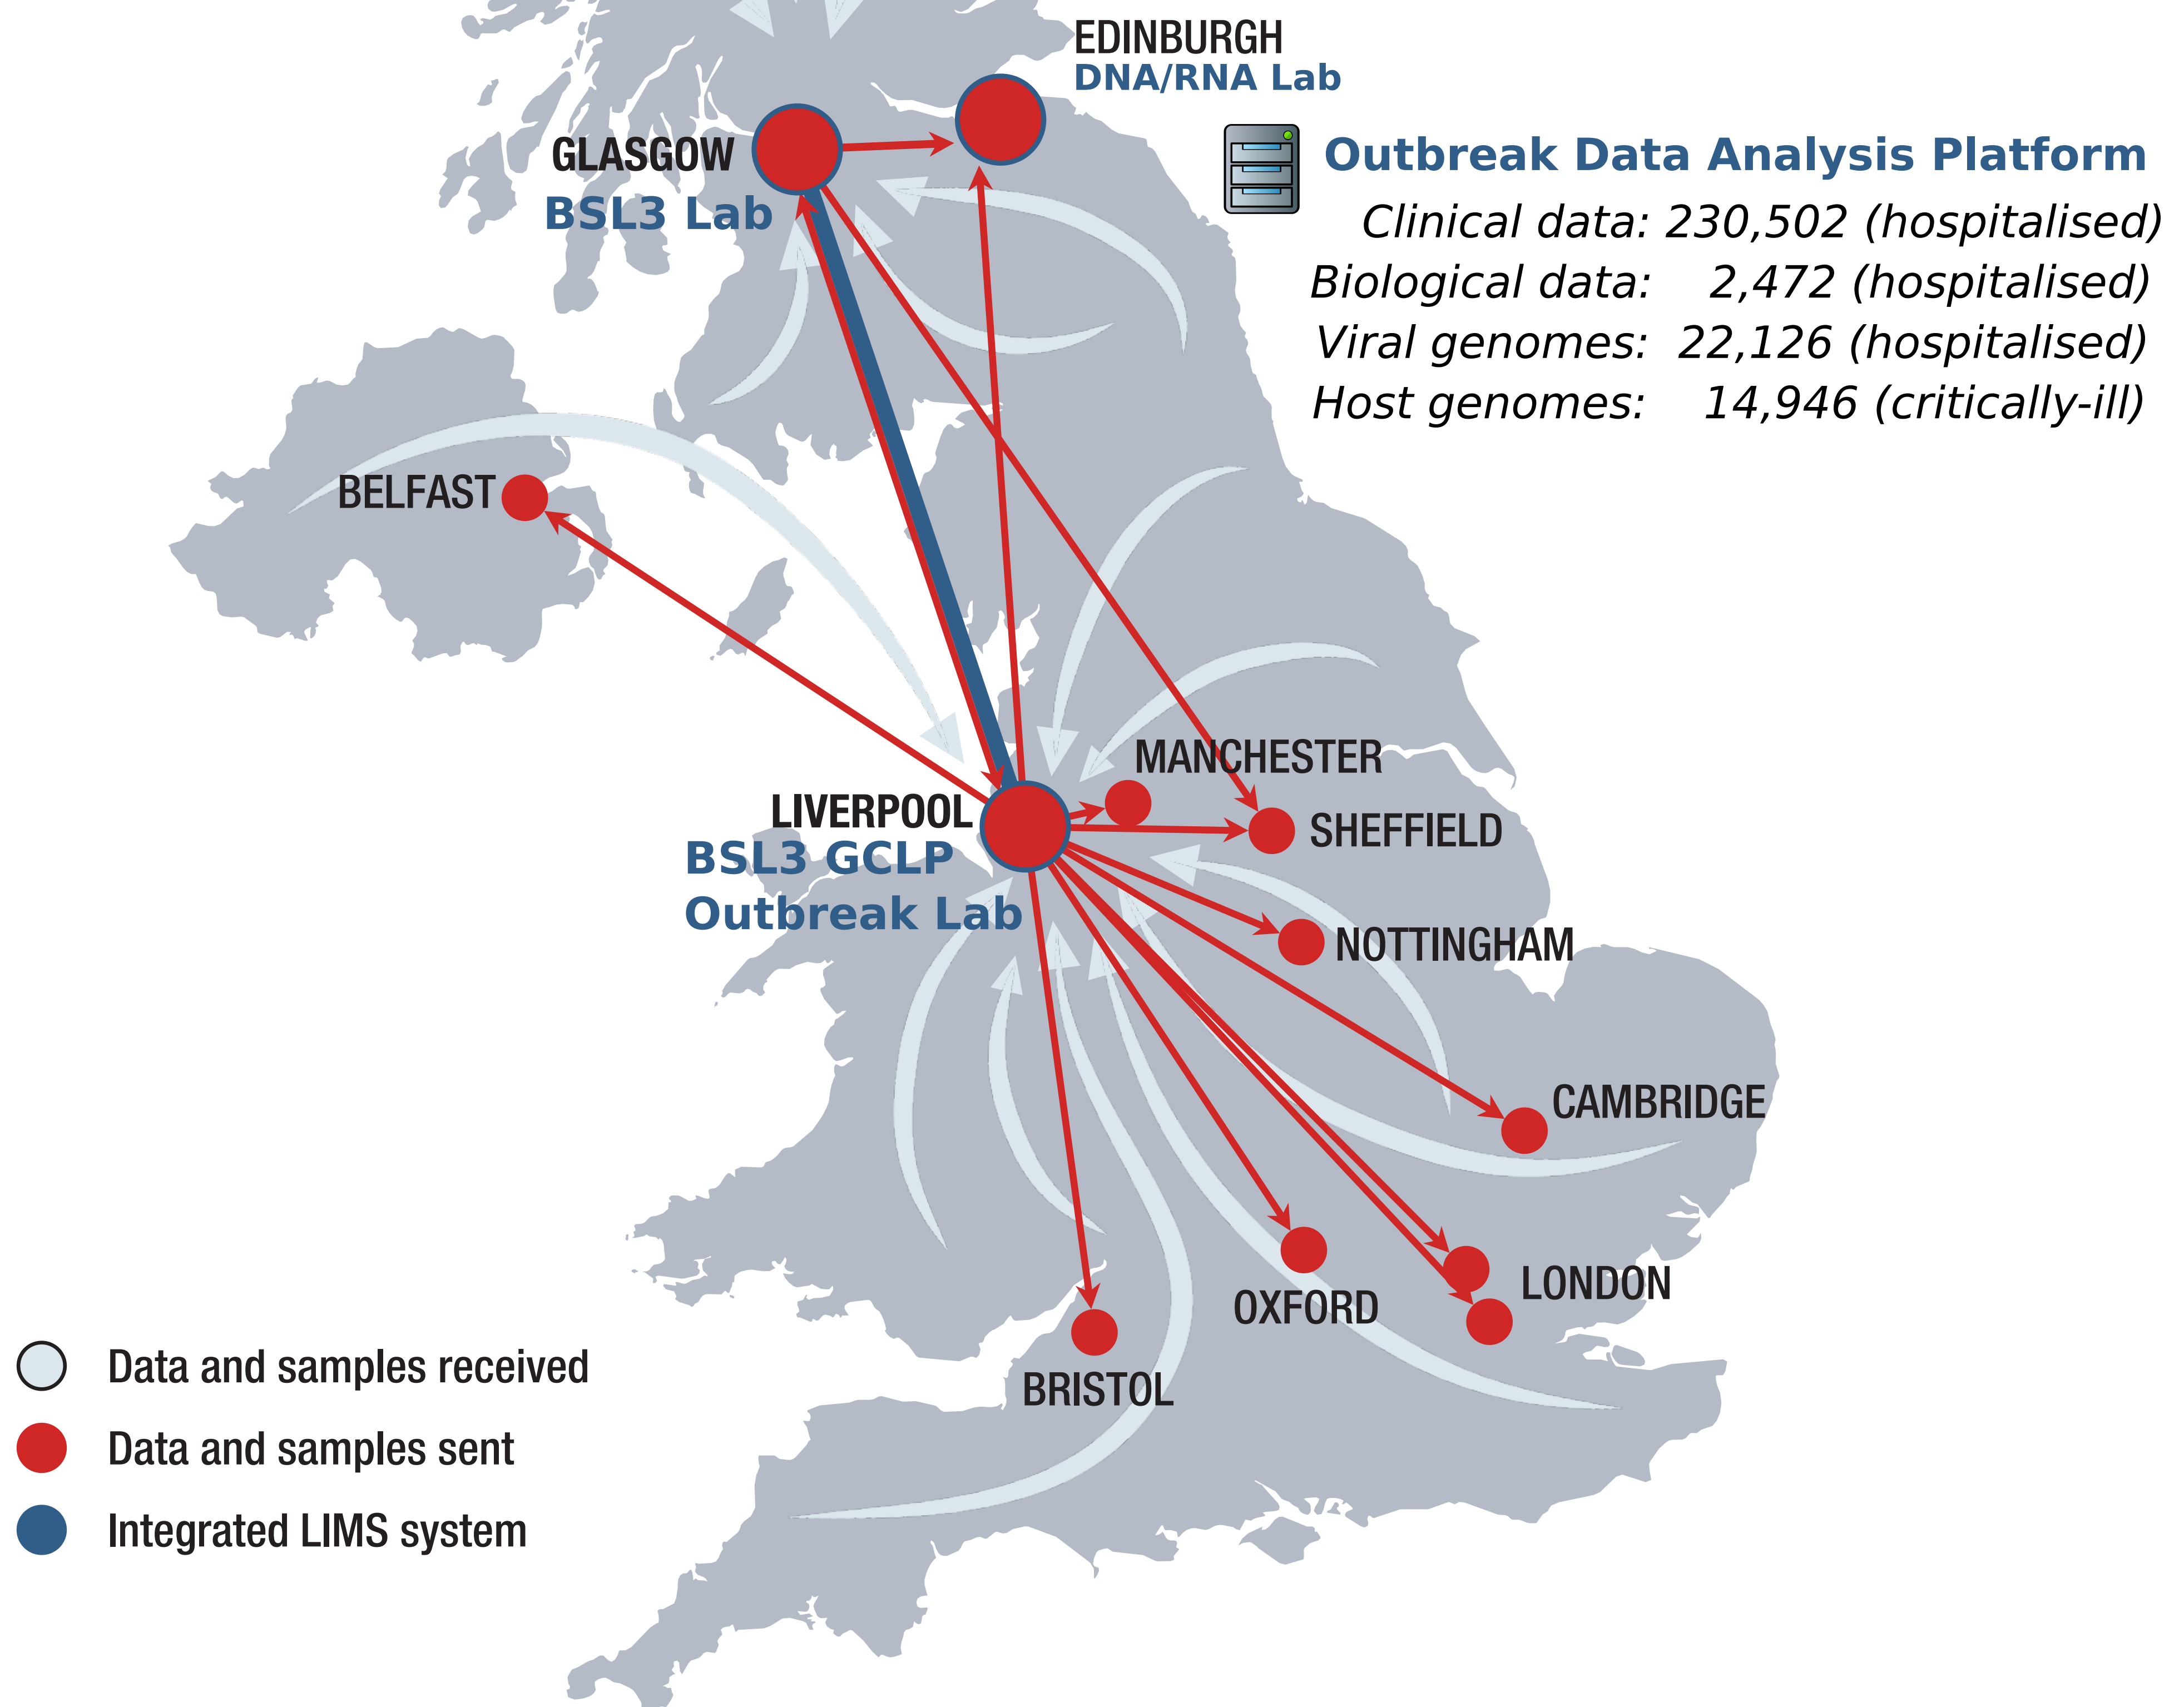 EDINBURGH
DNA/RNA Lab
GLASGOW
BSL3 Lab
Outbreak Data Analysis Platform
Clinical data: 230,502 (hospitalised)
Biological data: 2,472 (hospitalised)
Viral genomes: 22,126 (hospitalised)
Host genomes: 14,946 (critically-ill)
BELFAST
MANCHESTER
LIVERPOOL
BSL3 GCLP
Outbreak Lab
SHEFFIELD
NOTTINGHAM
CAMBRIDGE
LONDON
OXFORD
BRISTOL
Data and samples received
Data and samples sent
Integrated LIMS system